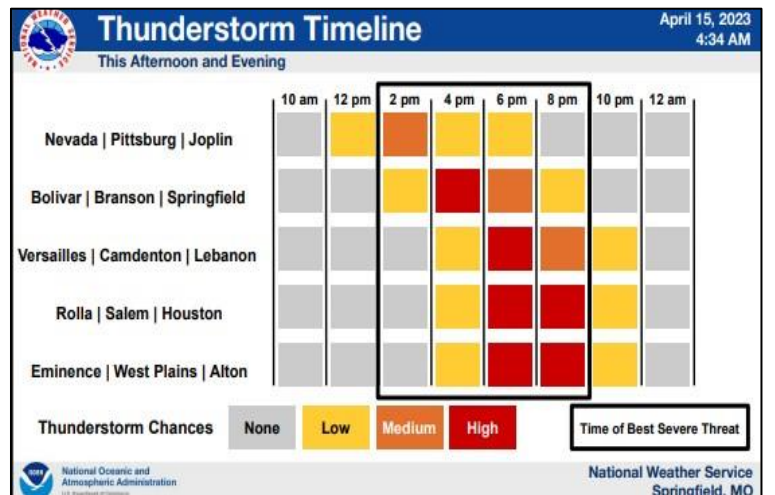 Thunderstorm Timeline
April 15, 2023
4:34 AM
This Afternoon and Evening
10 am 12 pm 2 pm 4 pm 6 pm 8 pm 10 pm 12 am
Nevada | Pittsburg | Joplin
Bolivar | Branson | Springfield
Versailles | Camdenton | Lebanon
Rolla | Salem | Houston
Eminence | West Plains | Alton
Thunderstorm Chances None Low Medium High Time of Best Severe Threat
National Oceanic and
Atmospheric Administration
National Weather Service
Springfield, MO